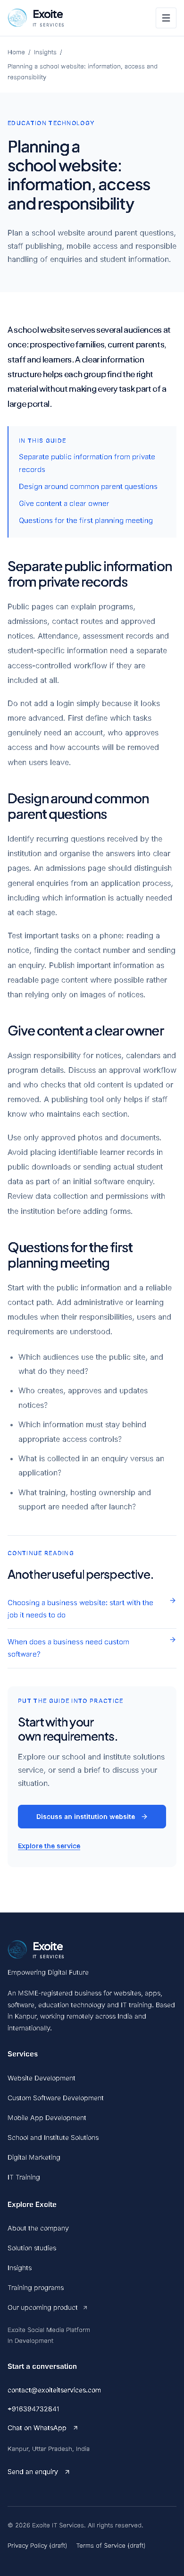 Exoite
IT SERVICES
Home / Insights /
Planning a school website: information, access and
responsibility
EDUCATION TECHNOLOGY
Planning a
school website:
information, access
and responsibility
Plan a school website around parent questions,
staff publishing, mobile access and responsible
handling of enquiries and student information.
A school website serves several audiences at
once: prospective families, current parents,
staff and learners. A clear information
structure helps each group find the right
material without making every task part of a
large portal.
IN THIS GUIDE
Separate public information from private
records
Design around common parent questions
Give content a clear owner
Questions for the first planning meeting
Separate public information
from private records
Public pages can explain programs,
admissions, contact routes and approved
notices. Attendance, assessment records and
student-specific information need a separate
access-controlled workflow if they are
included at all.
Do not add a login simply because it looks
more advanced. First define which tasks
genuinely need an account, who approves
access and how accounts will be removed
when users leave.
Design around common
parent questions
Identify recurring questions received by the
institution and organise the answers into clear
pages. An admissions page should distinguish
general enquiries from an application process,
including which information is actually needed
at each stage.
Test important tasks on a phone: reading a
notice, finding the contact number and sending
an enquiry. Publish important information as
readable page content where possible rather
than relying only on images of notices.
Give content a clear owner
Assign responsibility for notices, calendars and
program details. Discuss an approval workflow
and who checks that old content is updated or
removed. A publishing tool only helps if staff
know who maintains each section.
Use only approved photos and documents.
Avoid placing identifiable learner records in
public downloads or sending actual student
data as part of an initial software enquiry.
Review data collection and permissions with
the institution before adding forms.
Questions for the first
planning meeting
Start with the public information and a reliable
contact path. Add administrative or learning
modules when their responsibilities, users and
requirements are understood.
• Which audiences use the public site, and
what do they need?
• Who creates, approves and updates
notices?
• Which information must stay behind
appropriate access controls?
• What is collected in an enquiry versus an
application?
• What training, hosting ownership and
support are needed after launch?
CONTINUE READING
Another useful perspective.
Choosing a business website: start with the →
job it needs to do
When does a business need custom →
software?
PUT THE GUIDE INTO PRACTICE
Start with your
own requirements.
Explore our school and institute solutions
service, or send a brief to discuss your
situation.
Discuss an institution website →
Explore the service
Exoite
IT SERVICES
Empowering Digital Future
An MSME-registered business for websites, apps,
software, education technology and IT training. Based
in Kanpur, working remotely across India and
internationally.
Services
Website Development
Custom Software Development
Mobile App Development
School and Institute Solutions
Digital Marketing
IT Training
Explore Exoite
About the company
Solution studies
Insights
Training programs
Our upcoming product ↗
Exoite Social Media Platform
In Development
Start a conversation
contact@exoiteitservices.com
+916394732841
Chat on WhatsApp ↗
Kanpur, Uttar Pradesh, India
Send an enquiry ↗
© 2026 Exoite IT Services. All rights reserved.
Privacy Policy (draft) Terms of Service (draft)